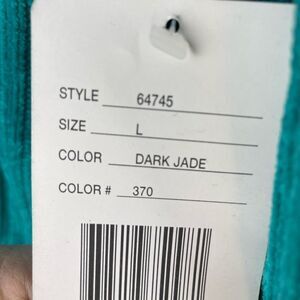 STYLE 64745
SIZE L
COLOR DARK JADE
COLOR # 370